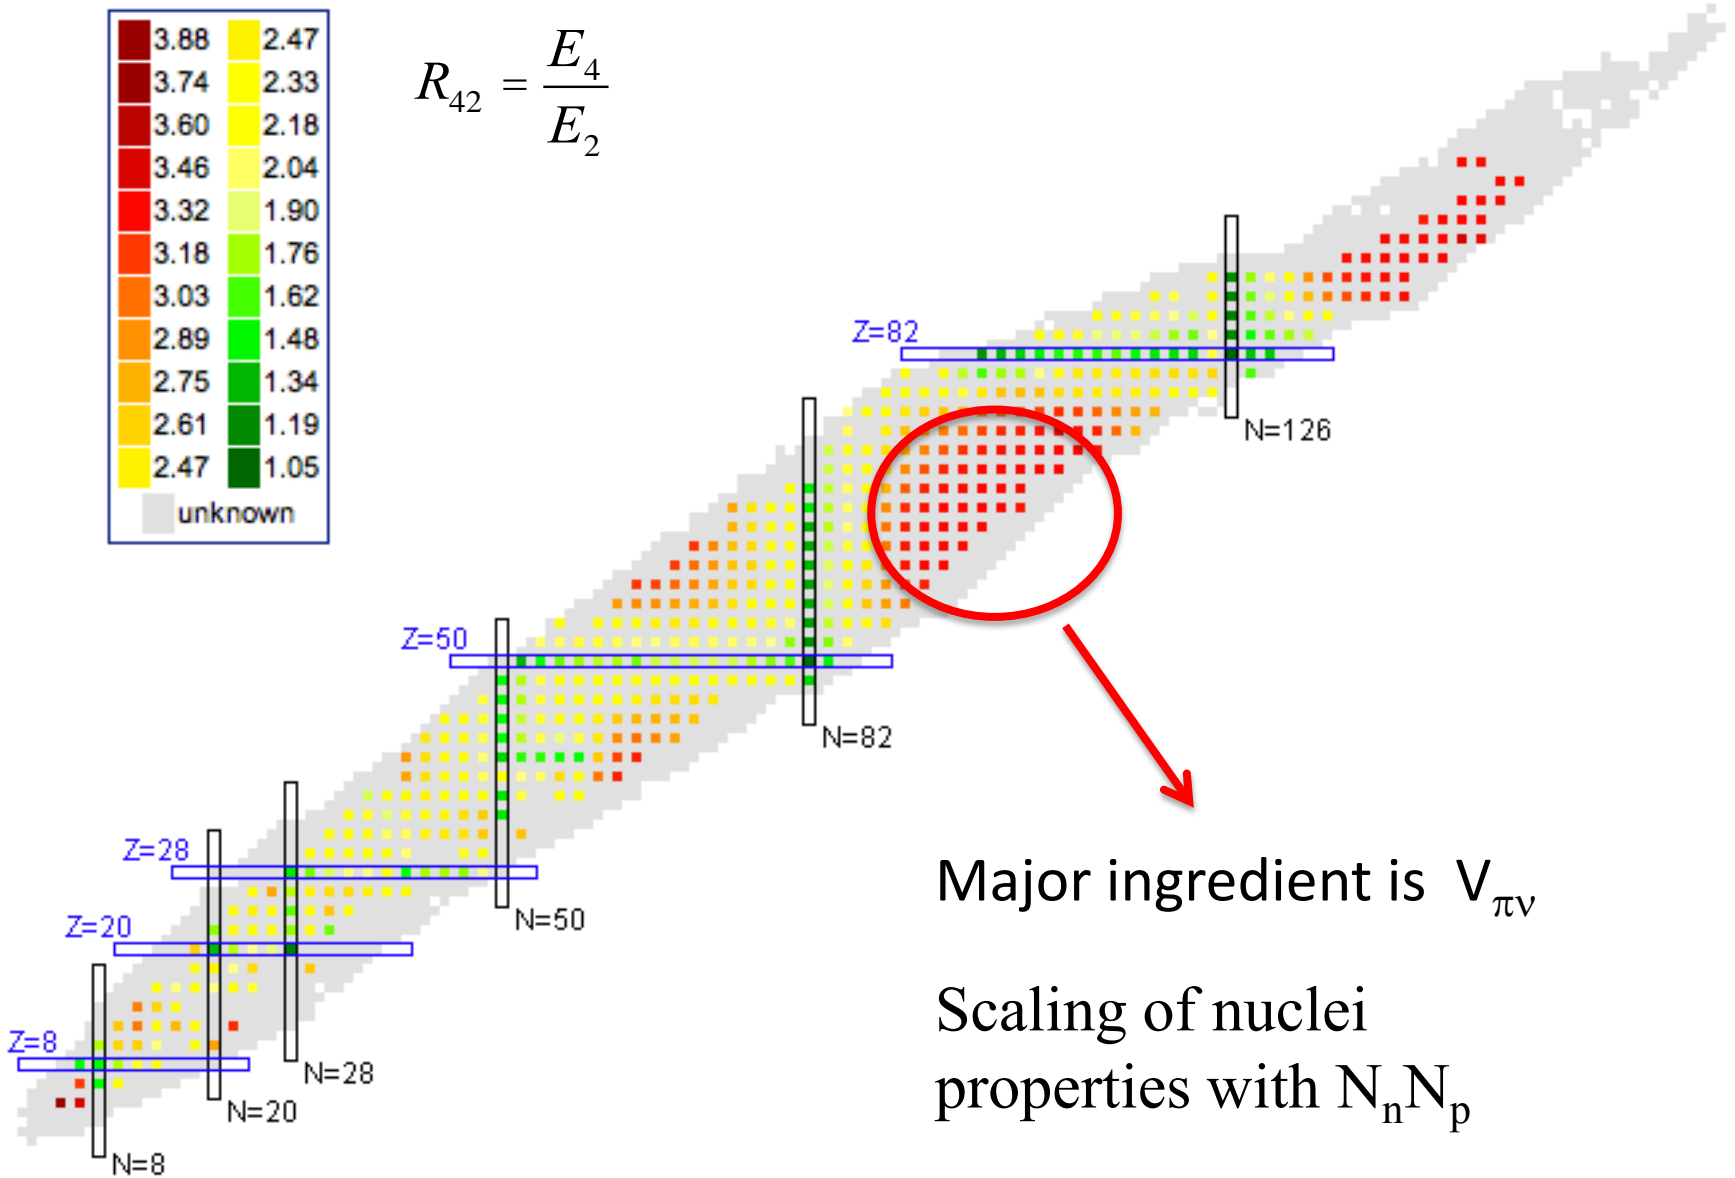 3.88 2.47
3.74 2.33
3.60 2.18
3.46 2.04
3.32 1.90
3.18 1.76
3.03 1.62
2.89 1.48
2.75 1.34
2.61 1.19
2.47 1.05
unknown
R₄₂ = E₄/E₂
Z=82
N=126
Z=50
N=82
Z=28
N=50
Z=20
N=28
Z=8
N=20
N=8
Major ingredient is V_πν
Scaling of nuclei
properties with NₙNₚ